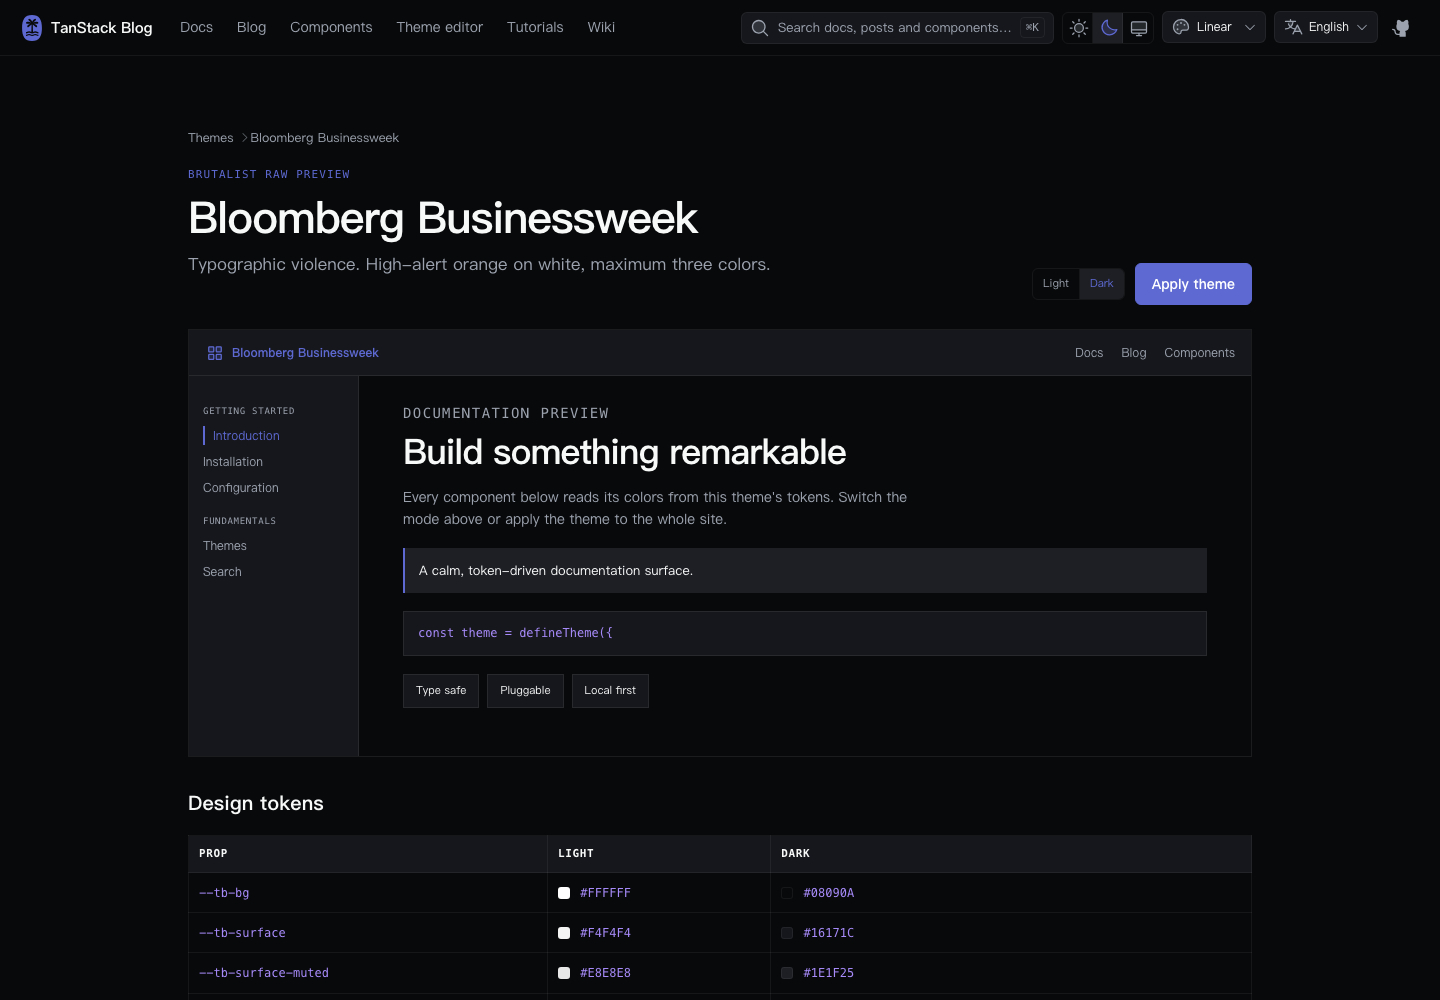 TanStack Blog
Docs
Blog
Components
Theme editor
Tutorials
Wiki
Search docs, posts and components...
⌘K
Linear
English
Themes
Bloomberg Businessweek
BRUTALIST RAW PREVIEW
Bloomberg Businessweek
Typographic violence. High-alert orange on white, maximum three colors.
Light
Dark
Apply theme
Bloomberg Businessweek
Docs
Blog
Components
GETTING STARTED
Introduction
Installation
Configuration
FUNDAMENTALS
Themes
Search
DOCUMENTATION PREVIEW
Build something remarkable
Every component below reads its colors from this theme's tokens. Switch the
mode above or apply the theme to the whole site.
A calm, token-driven documentation surface.
const theme = defineTheme({
Type safe
Pluggable
Local first
Design tokens
PROP
LIGHT
DARK
--tb-bg
#FFFFFF
#08090A
--tb-surface
#F4F4F4
#16171C
--tb-surface-muted
#E8E8E8
#1E1F25